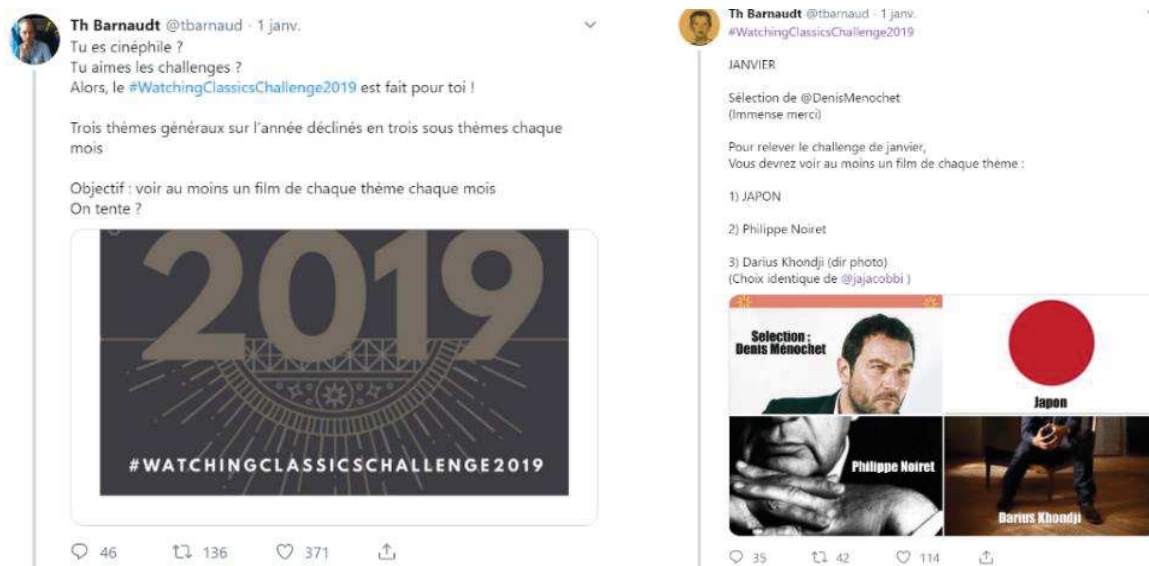 Th Barnaudt @tbarnaud · 1 janv.
Tu es cinéphile ?
Tu aimes les challenges ?
Alors, le #WatchingClassicsChallenge2019 est fait pour toi !
Trois thèmes généraux sur l'année déclinés en trois sous thèmes chaque
mois
Objectif : voir au moins un film de chaque thème chaque mois
On tente ?
2019
#WATCHINGCLASSICSCHALLENGE2019
46 136 371
Th Barnaudt @tbarnaud · 1 janv.
#WatchingClassicsChallenge2019
JANVIER
Sélection de @DenisMenochet
(Immense merci)
Pour relever le challenge de janvier,
Vous devrez voir au moins un film de chaque thème :
1) JAPON
2) Philippe Noiret
3) Darius Khondji (dir photo)
(Choix identique de @jajacobbi )
Sélection :
Denis Ménochet
Japon
Philippe Noiret
Darius Khondji
35 42 114